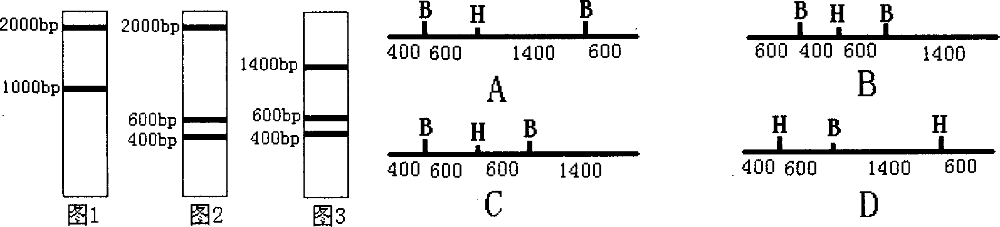 2000bp
1000bp
图1
2000bp
600bp
400bp
图2
1400bp
600bp
400bp
图3
B H B
400 600 1400 600
A
B H B
600 400 600 1400
B
B H B
400 600 600 1400
C
H B H
400 600 1400 600
D